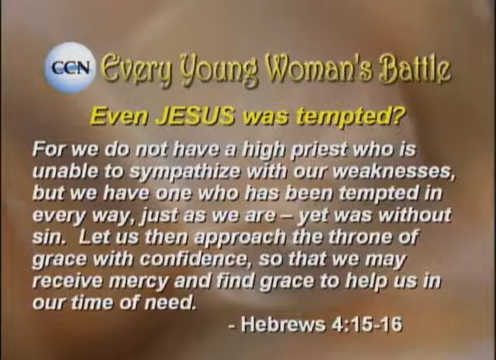 CCN Every Young Woman's Battle
Even JESUS was tempted?
For we do not have a high priest who is
unable to sympathize with our weaknesses,
but we have one who has been tempted in
every way, just as we are – yet was without
sin.  Let us then approach the throne of
grace with confidence, so that we may
receive mercy and find grace to help us in
our time of need.
- Hebrews 4:15-16